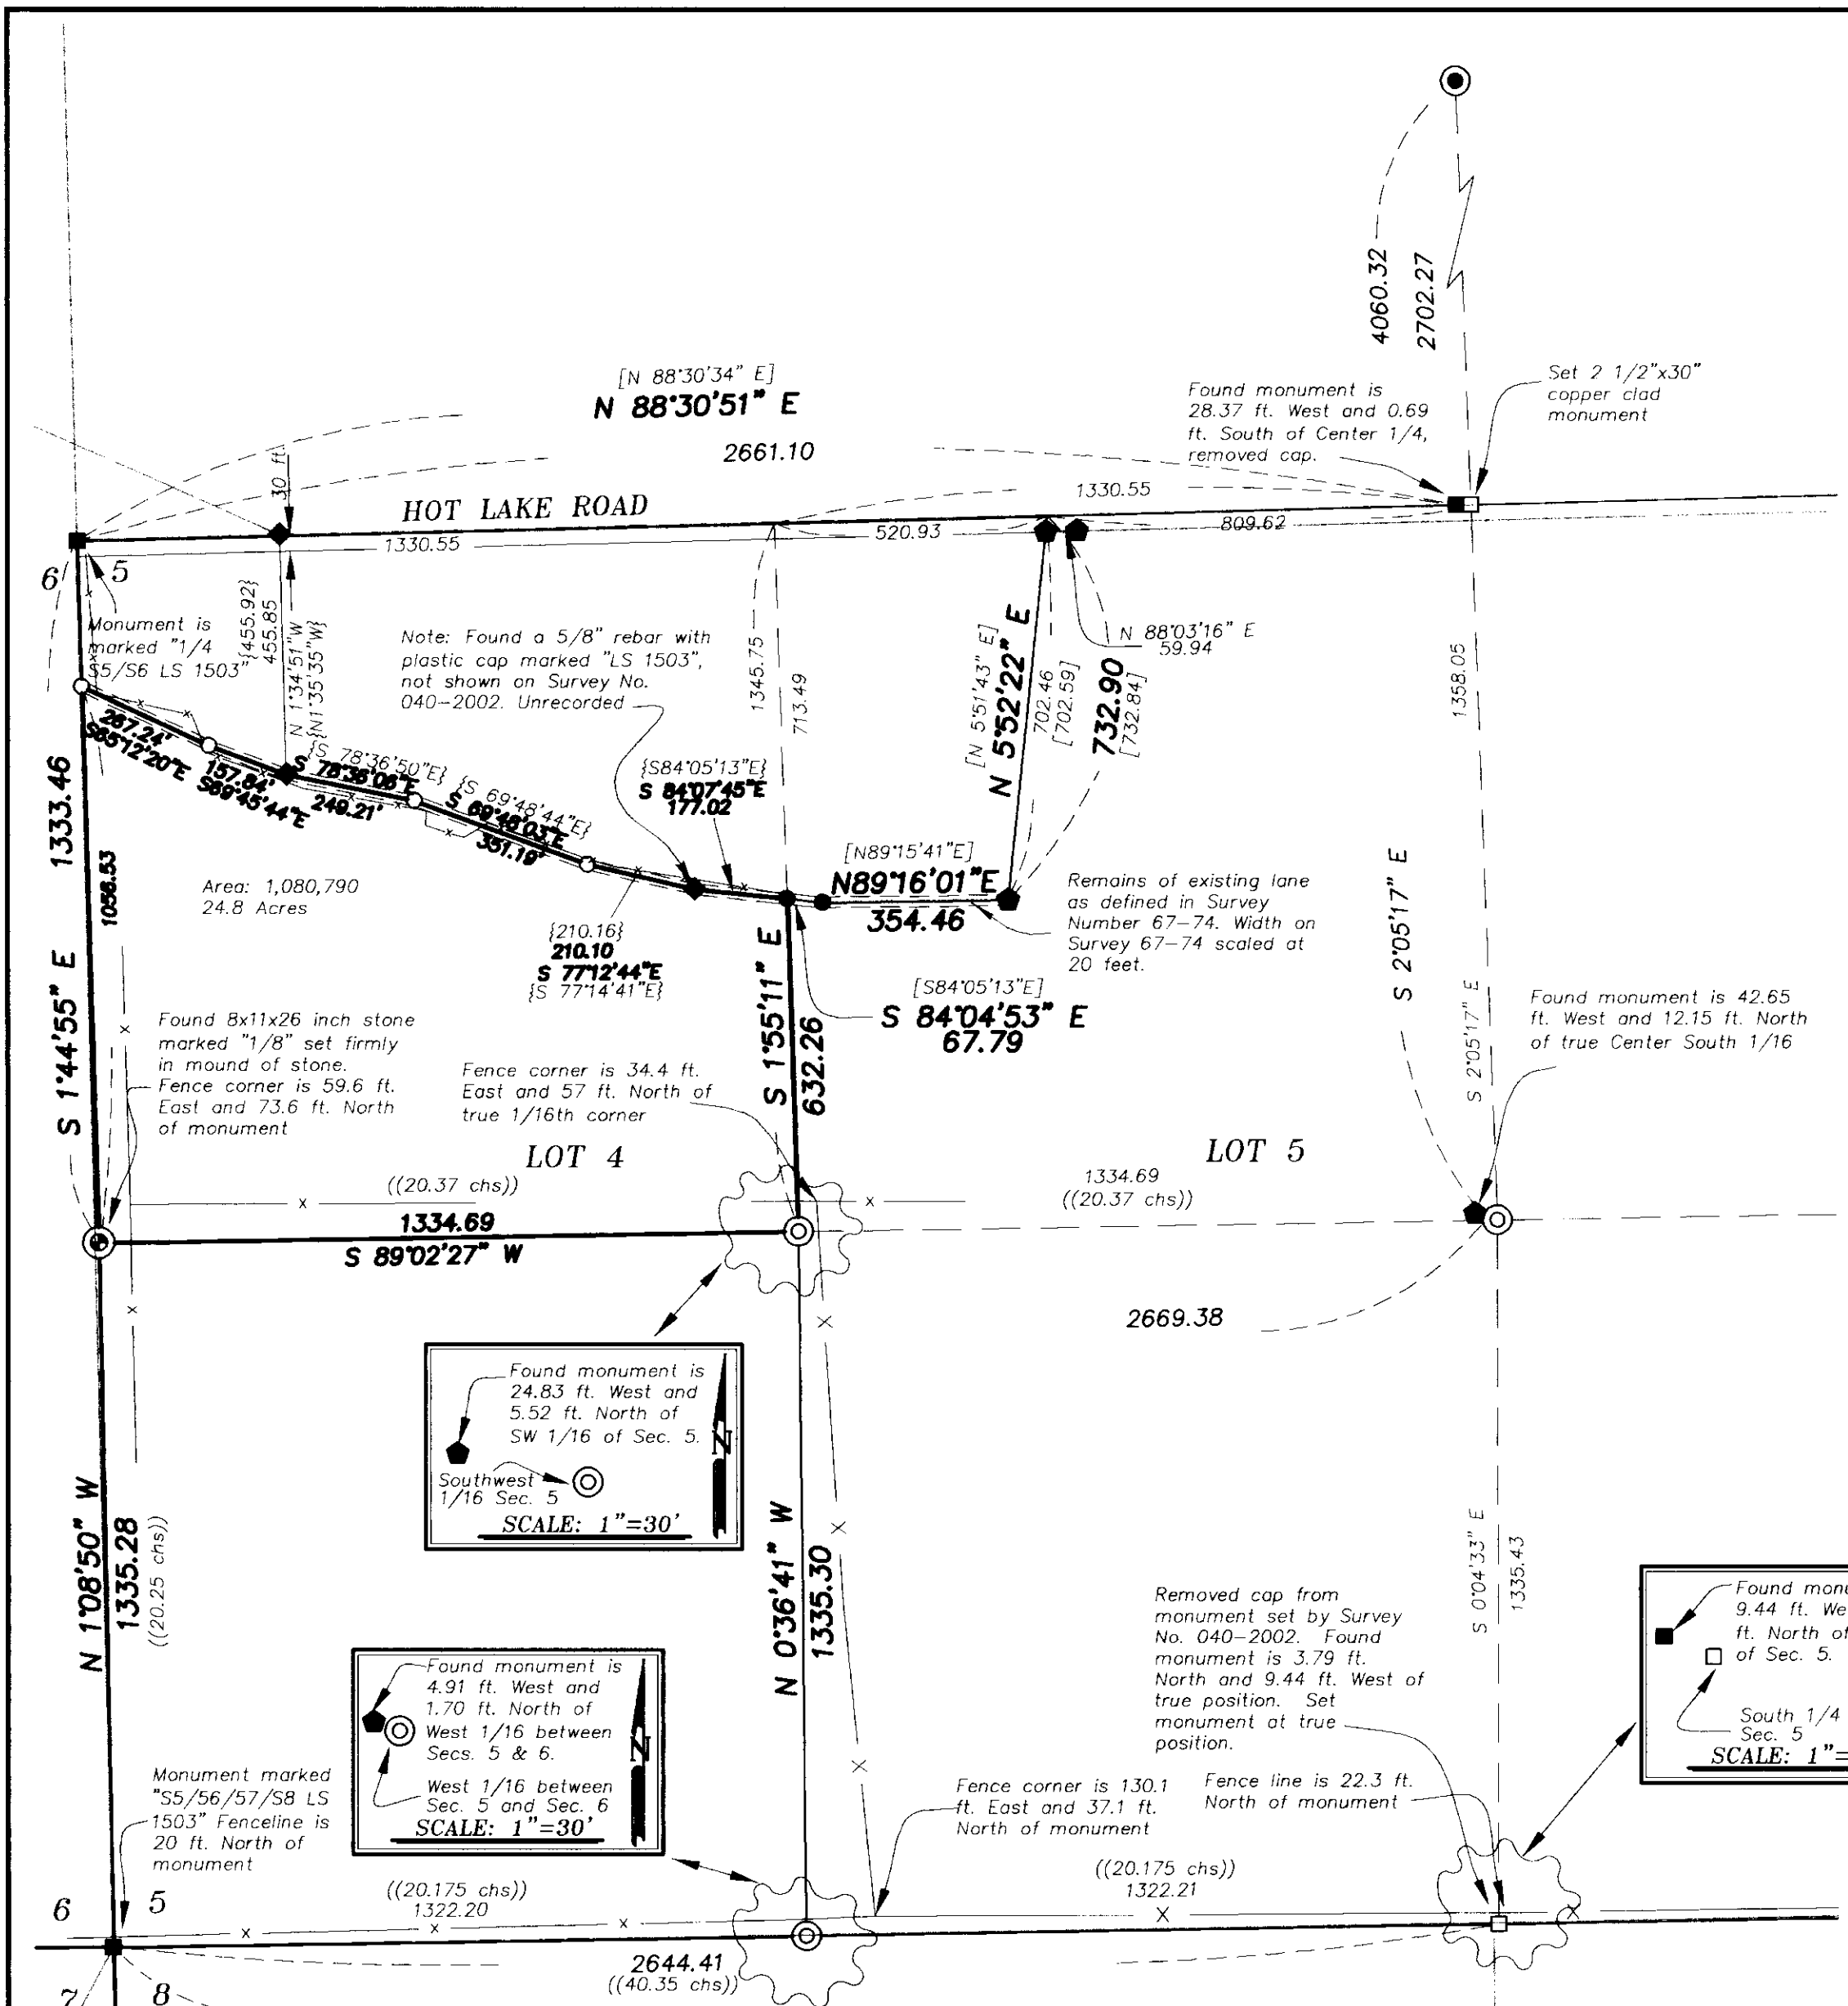 4060.32
2702.27
[N 88°30'34" E]
N 88°30'51" E
2661.10
Found monument is
28.37 ft. West and 0.69
ft. South of Center 1/4,
removed cap.
Set 2 1/2"x30"
copper clad
monument
30 ft.
HOT LAKE ROAD
1330.55
1330.55
520.93
809.62
6
5
Monument is
marked "1/4
S5/S6 LS 1503"
{455.92}
455.85
N 1°34'51" W
{N1°35'35"W}
Note: Found a 5/8" rebar with
plastic cap marked "LS 1503",
not shown on Survey No.
040-2002. Unrecorded
1345.75
713.49
[N 5°51'43" E]
N 5°52'22" E
702.46
[702.59]
732.90
[732.84]
N 88°03'16" E
59.94
1358.05
267.24'
S65°12'20"E
157.84'
S69°45'44"E
{S 78°36'50"E}
S 78°36'06"E
249.21'
{S 69°48'44"E}
S 69°48'03"E
351.19'
{S84°05'13"E}
S 84°07'45"E
177.02
{210.16}
210.10
S 77°12'44"E
{S 77°14'41"E}
[N89°15'41"E]
N89°16'01"E
354.46
Remains of existing lane
as defined in Survey
Number 67-74. Width on
Survey 67-74 scaled at
20 feet.
[S84°05'13"E]
S 84°04'53" E
67.79
S 1°44'55" E 1333.46
1056.53
Area: 1,080,790
24.8 Acres
S 1°55'11" E
632.26
S 2°05'17" E
S 2°05'17" E
Found monument is 42.65
ft. West and 12.15 ft. North
of true Center South 1/16
Found 8x11x26 inch stone
marked "1/8" set firmly
in mound of stone.
Fence corner is 59.6 ft.
East and 73.6 ft. North
of monument
Fence corner is 34.4 ft.
East and 57 ft. North of
true 1/16th corner
LOT 4
LOT 5
((20.37 chs))
1334.69
S 89°02'27" W
1334.69
((20.37 chs))
2669.38
Found monument is
24.83 ft. West and
5.52 ft. North of
SW 1/16 of Sec. 5.
Southwest
1/16 Sec. 5
SCALE: 1"=30'
N
N 1°08'50" W
1335.28
((20.25 chs))
N 0°36'41" W
1335.30
S 0°04'33" E
1335.43
Found monument is
4.91 ft. West and
1.70 ft. North of
West 1/16 between
Secs. 5 & 6.
West 1/16 between
Sec. 5 and Sec. 6
SCALE: 1"=30'
N
Removed cap from
monument set by Survey
No. 040-2002. Found
monument is 3.79 ft.
North and 9.44 ft. West of
true position. Set
monument at true
position.
Found monu
9.44 ft. We
ft. North of
of Sec. 5.
South 1/4
Sec. 5
SCALE: 1"=
Monument marked
"S5/56/57/S8 LS
1503" Fenceline is
20 ft. North of
monument
Fence corner is 130.1
ft. East and 37.1 ft.
North of monument
Fence line is 22.3 ft.
North of monument
6
5
7
8
((20.175 chs))
1322.20
((20.175 chs))
1322.21
2644.41
((40.35 chs))